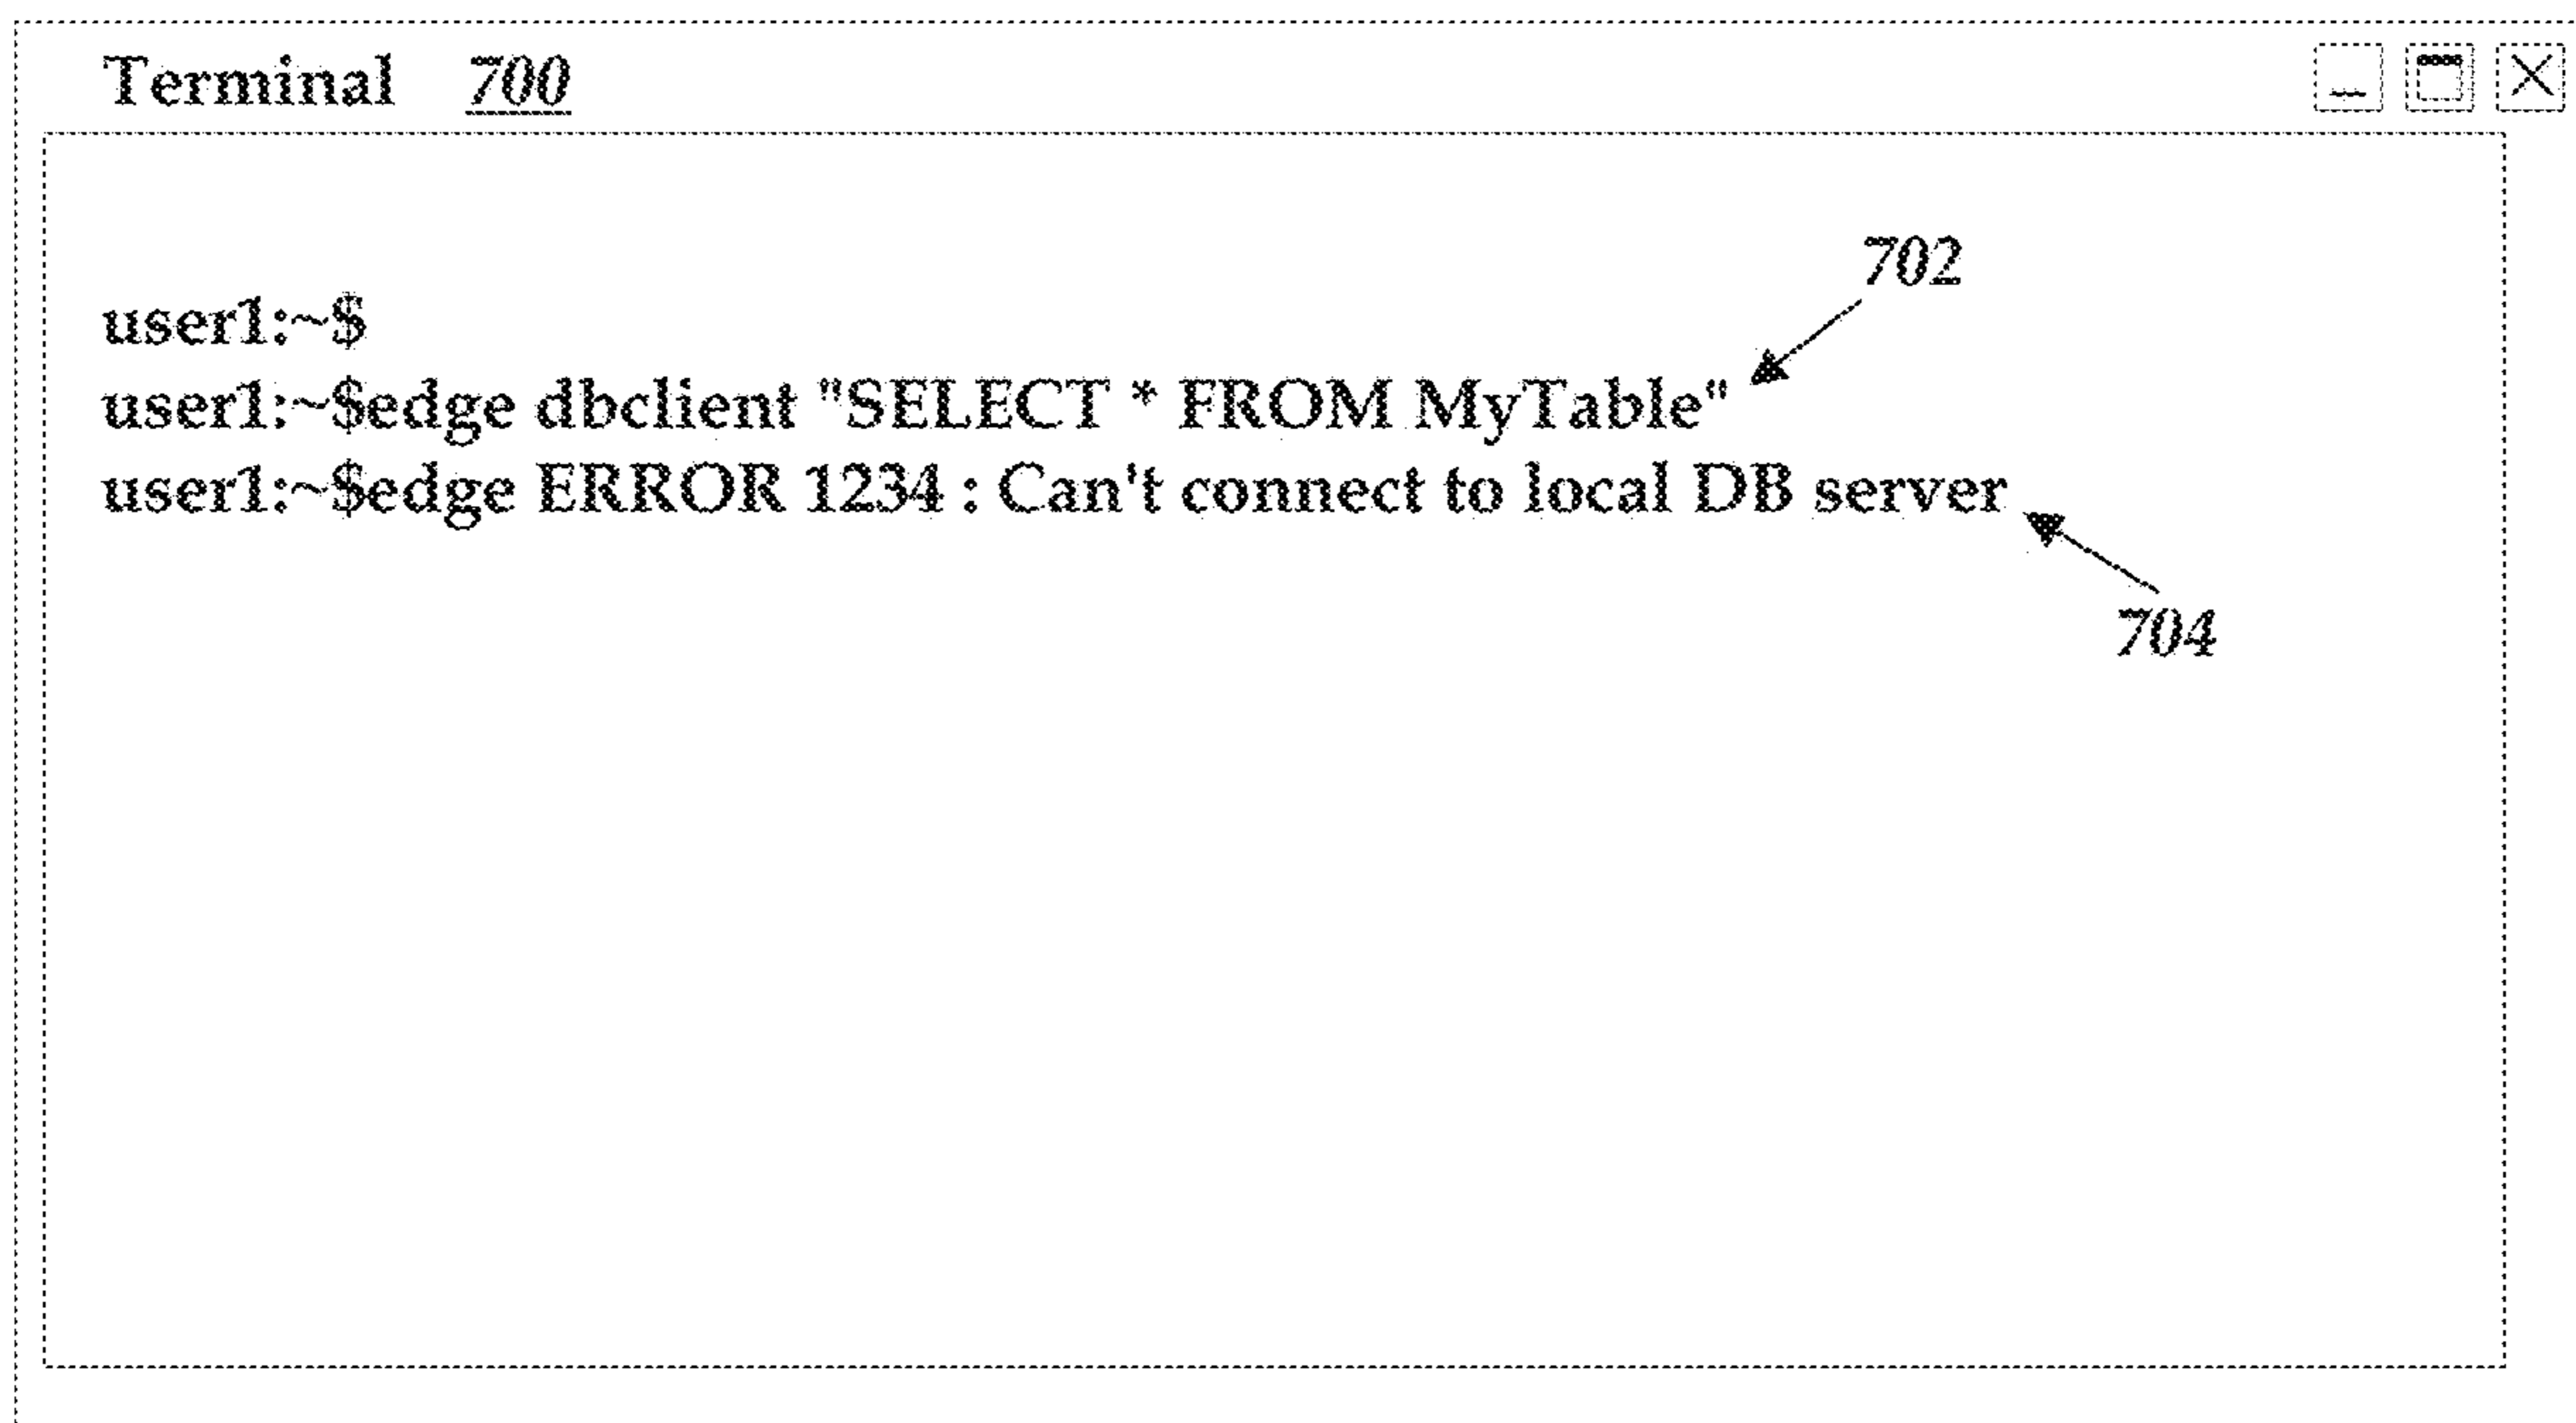 Terminal 700
702
user1:~$
user1:~$edge dbclient "SELECT * FROM MyTable"
user1:~$edge ERROR 1234 : Can't connect to local DB server
704